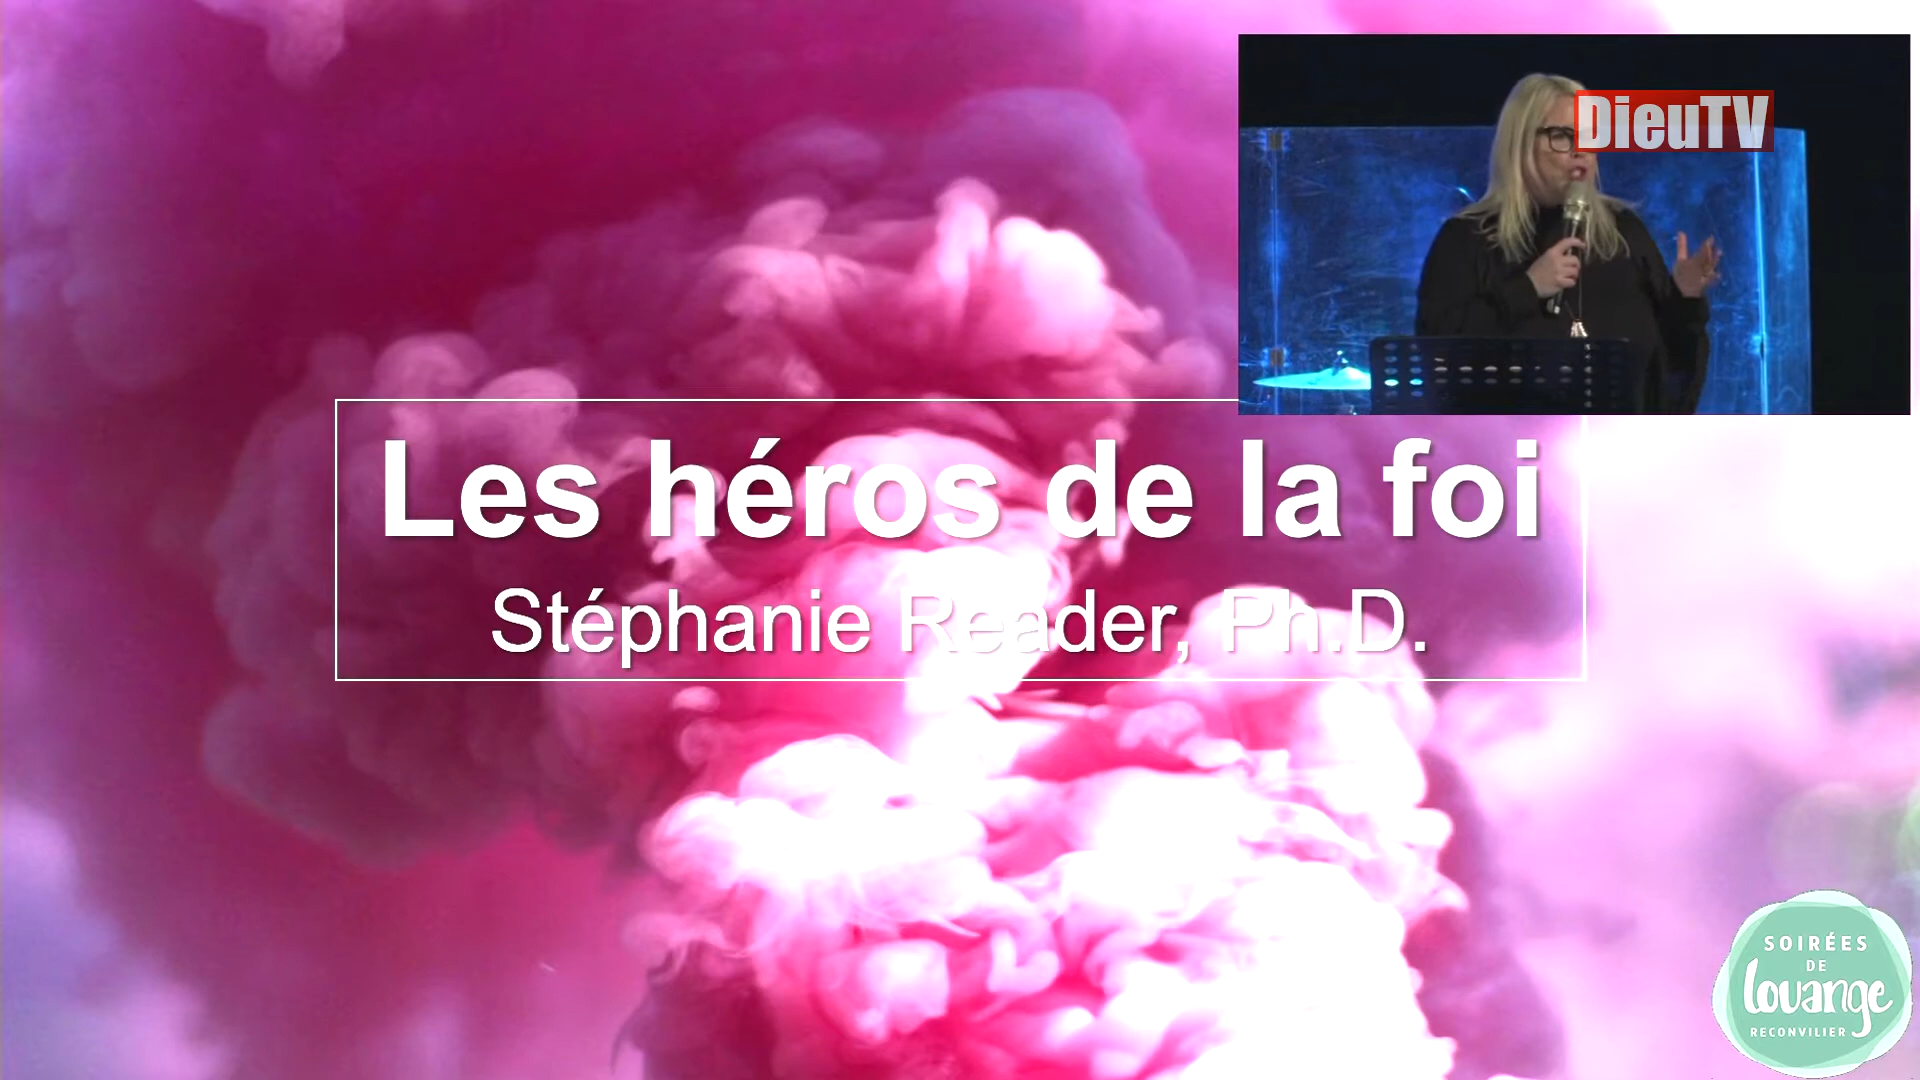 DieuTV
Les héros de la foi
Stéphanie Reader, Ph.D.
SOIRÉES
DE
louange
RECONVILIER